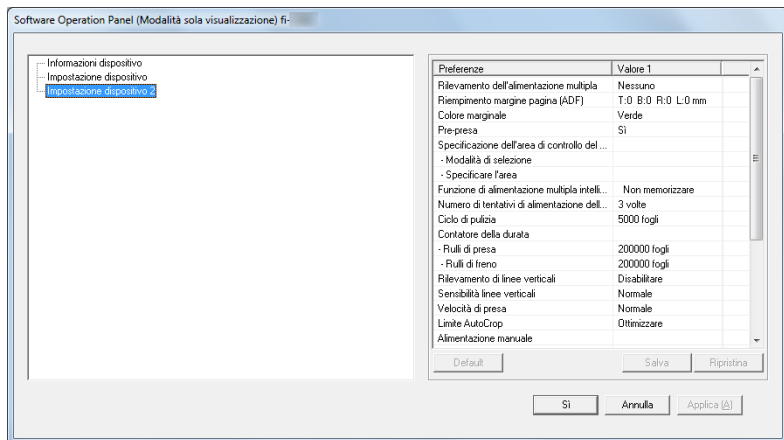 Software Operation Panel (Modalità sola visualizzazione) fi-
Informazioni dispositivo
Impostazione dispositivo
Impostazione dispositivo 2
Preferenze Valore 1
Rilevamento dell'alimentazione multipla Nessuno
Riempimento margine pagina (ADF) T:0 B:0 R:0 L:0 mm
Colore marginale Verde
Pre-presa Sì
Specificazione dell'area di controllo del ...
- Modalità di selezione
- Specificare l'area
Funzione di alimentazione multipla intelli... Non memorizzare
Numero di tentativi di alimentazione dell... 3 volte
Ciclo di pulizia 5000 fogli
Contatore della durata
- Rulli di presa 200000 fogli
- Rulli di freno 200000 fogli
Rilevamento di linee verticali Disabilitare
Sensibilità linee verticali Normale
Velocità di presa Normale
Limite AutoCrop Ottimizzare
Alimentazione manuale
Default Salva Ripristina
Sì Annulla Applica (A)